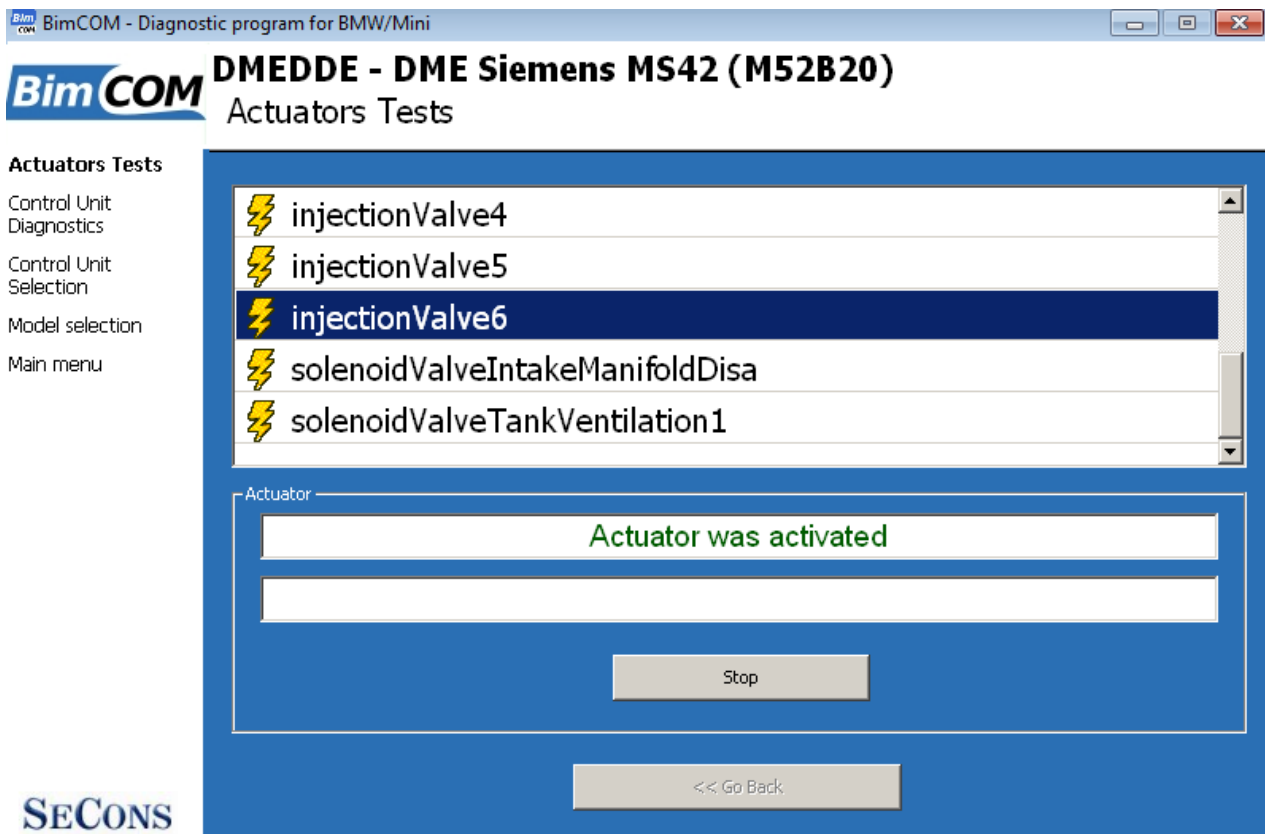 BimCOM - Diagnostic program for BMW/Mini
BimCOM
DMEDDE - DME Siemens MS42 (M52B20)
Actuators Tests
Actuators Tests
Control Unit
Diagnostics
Control Unit
Selection
Model selection
Main menu
injectionValve4
injectionValve5
injectionValve6
solenoidValveIntakeManifoldDisa
solenoidValveTankVentilation1
Actuator
Actuator was activated
Stop
<< Go Back
SECONS